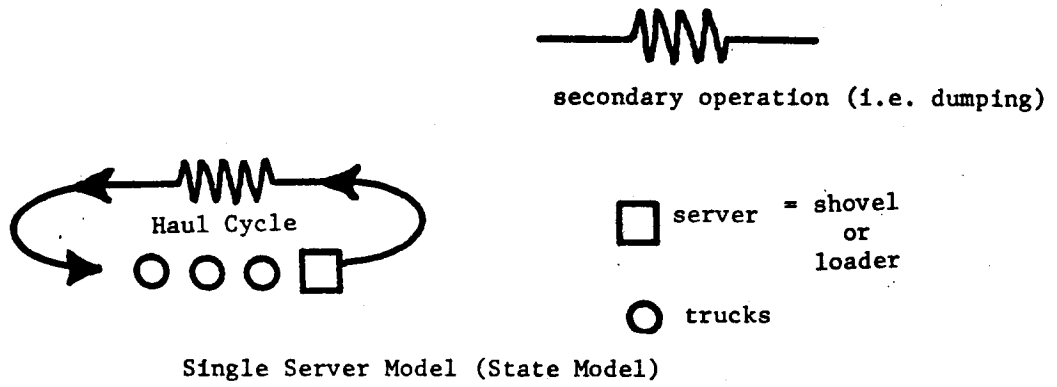 secondary operation (i.e. dumping)
Haul Cycle
server = shovel
or
loader
trucks
Single Server Model (State Model)